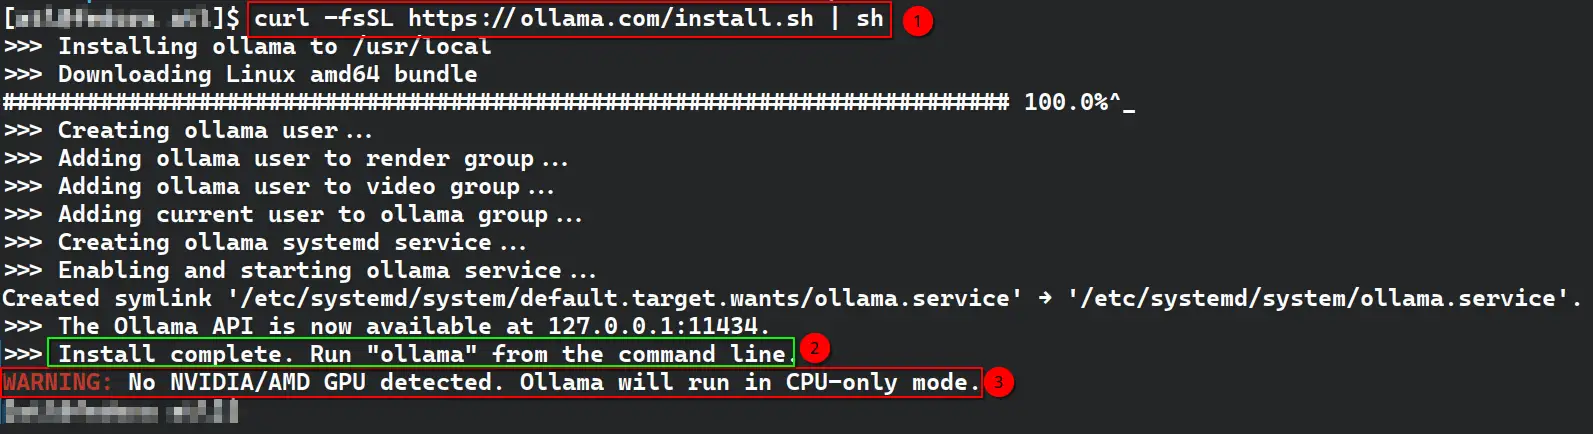 [ ]$ curl -fsSL https://ollama.com/install.sh | sh 1
>>> Installing ollama to /usr/local
>>> Downloading Linux amd64 bundle
######################################################################## 100.0%^_
>>> Creating ollama user...
>>> Adding ollama user to render group...
>>> Adding ollama user to video group...
>>> Adding current user to ollama group...
>>> Creating ollama systemd service...
>>> Enabling and starting ollama service...
Created symlink '/etc/systemd/system/default.target.wants/ollama.service' → '/etc/systemd/system/ollama.service'.
>>> The Ollama API is now available at 127.0.0.1:11434.
>>> Install complete. Run "ollama" from the command line. 2
WARNING: No NVIDIA/AMD GPU detected. Ollama will run in CPU-only mode. 3